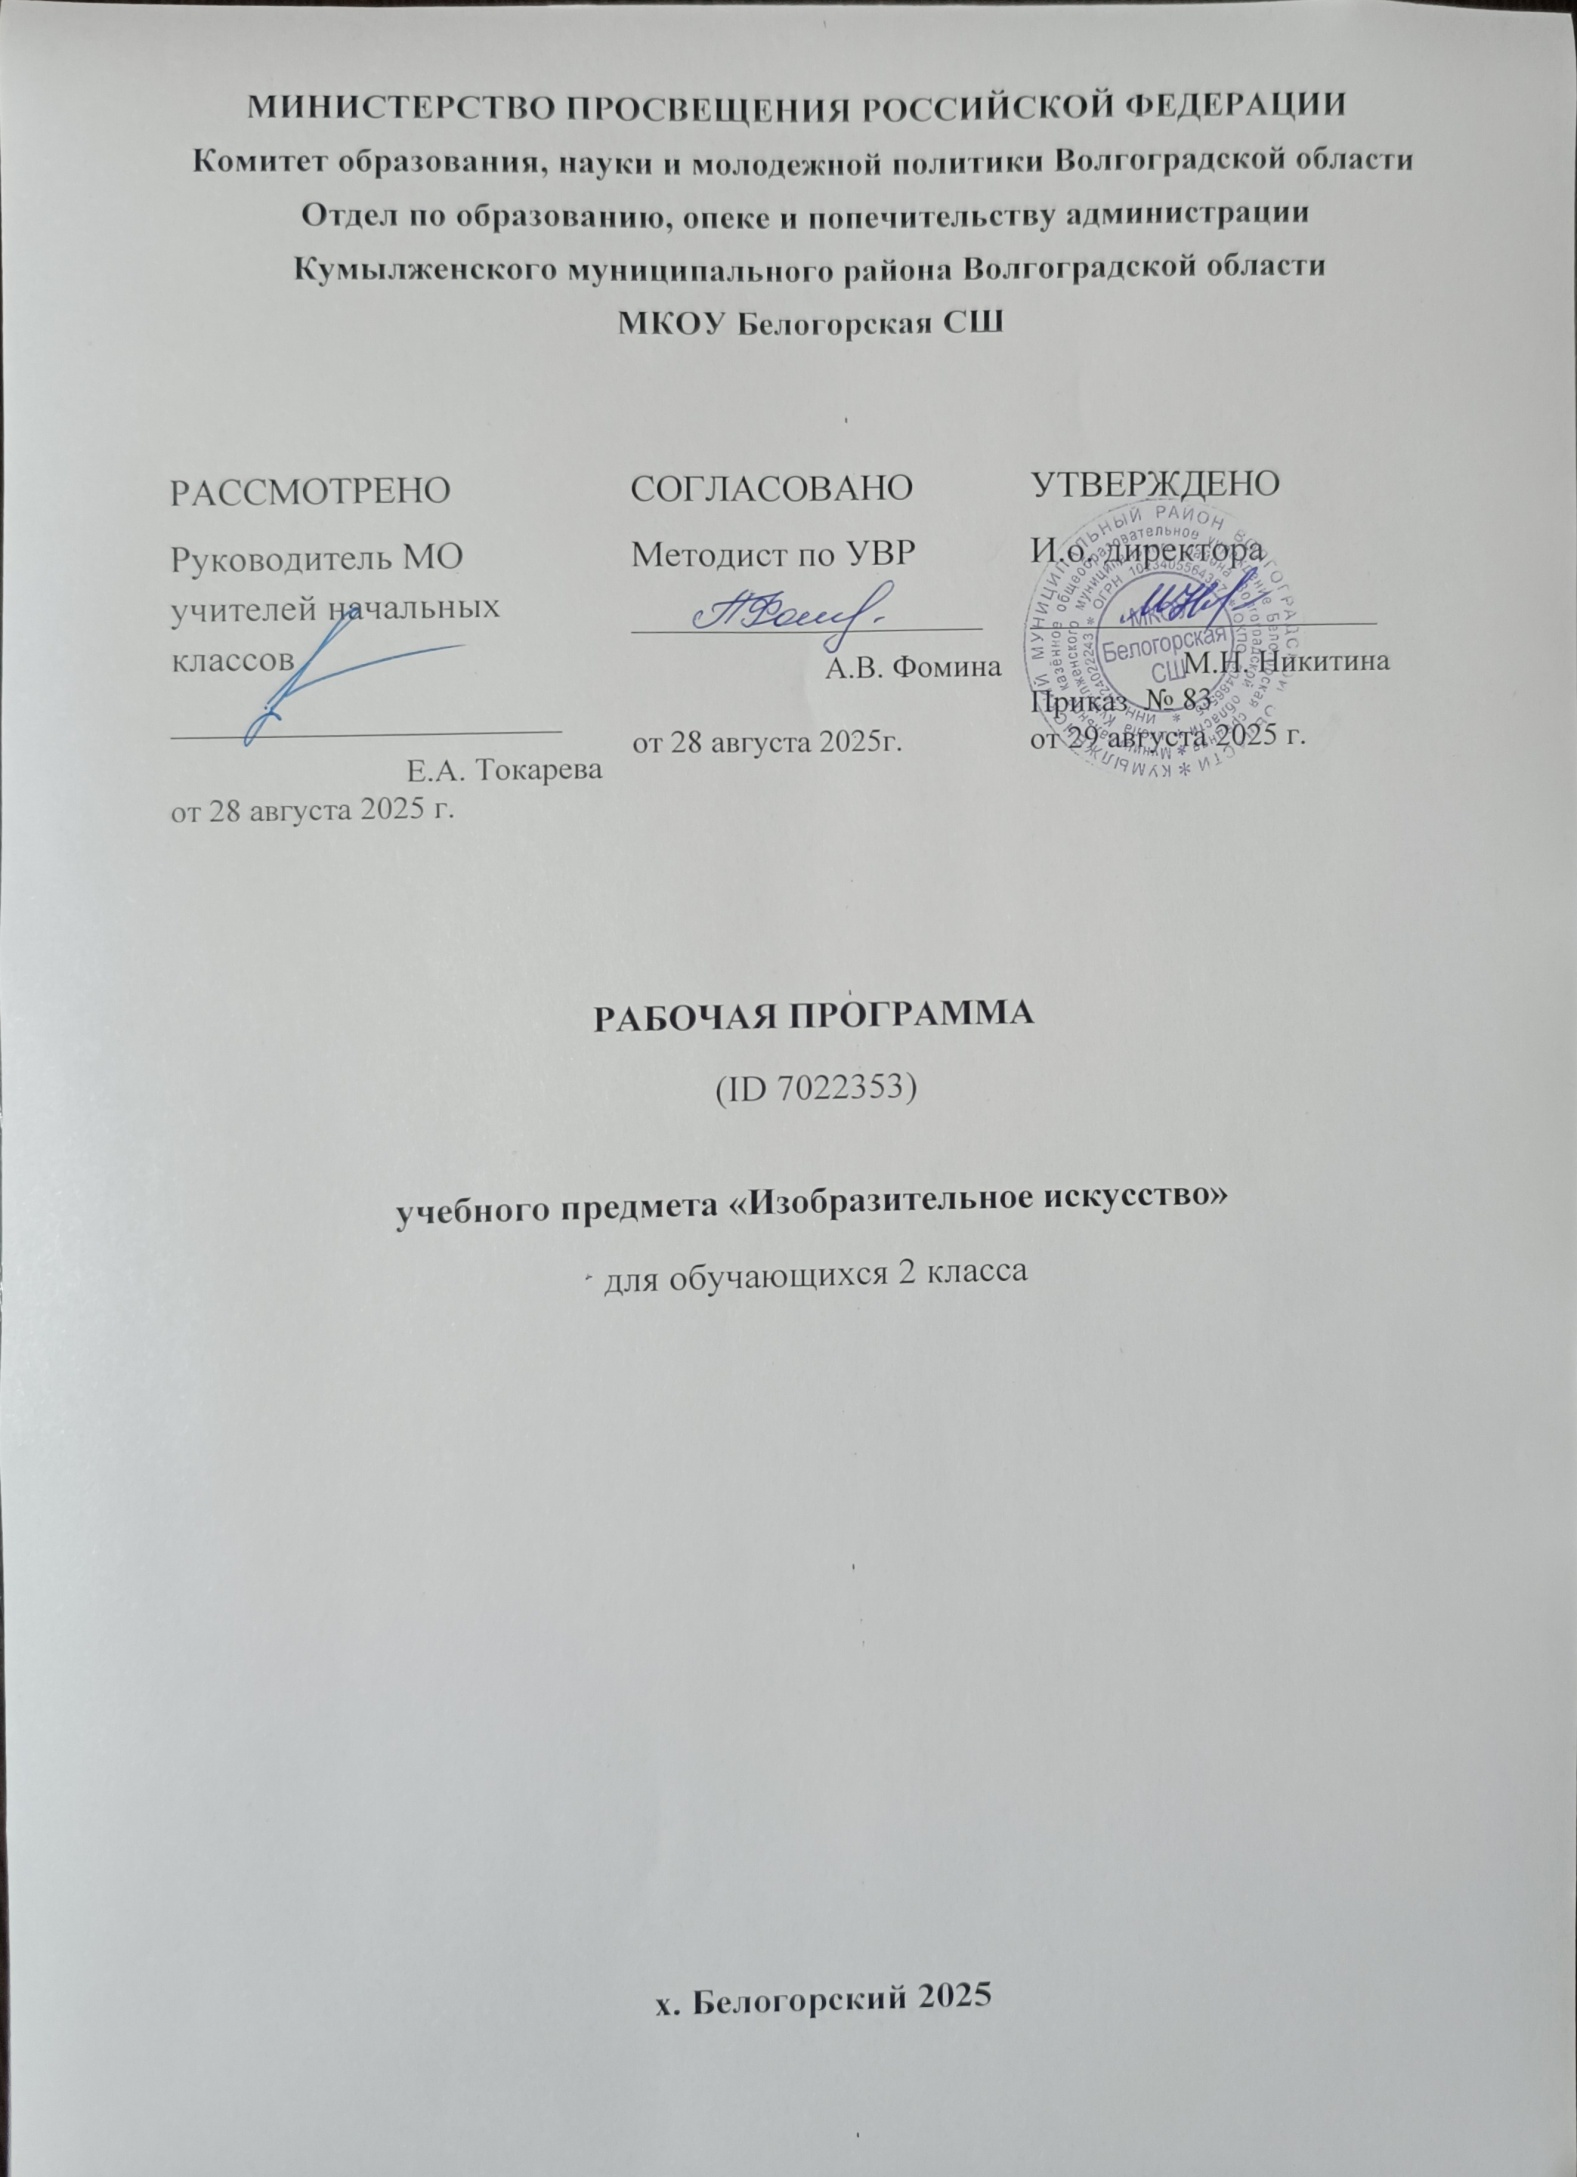 МИНИСТЕРСТВО ПРОСВЕЩЕНИЯ РОССИЙСКОЙ ФЕДЕРАЦИИ
Комитет образования, науки и молодежной политики Волгоградской области
Отдел по образованию, опеке и попечительству администрации
Кумылженского муниципального района Волгоградской области
МКОУ Белогорская СШ
РАССМОТРЕНО
Руководитель МО
учителей начальных
классов
Е.А. Токарева
от 28 августа 2025 г.
СОГЛАСОВАНО
Методист по УВР
А.В. Фомина
от 28 августа 2025г.
УТВЕРЖДЕНО
И.о. директора
М.Н. Никитина
Приказ № 83
от 29 августа 2025 г.
Белогорская
СШ
РАБОЧАЯ ПРОГРАММА
(ID 7022353)
учебного предмета «Изобразительное искусство»
для обучающихся 2 класса
х. Белогорский 2025